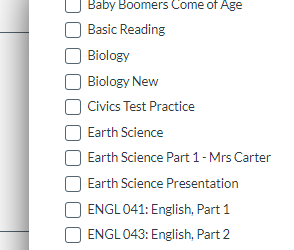 Baby Boomers Come of Age
Basic Reading
Biology
Biology New
Civics Test Practice
Earth Science
Earth Science Part 1 - Mrs Carter
Earth Science Presentation
ENGL 041: English, Part 1
ENGL 043: English, Part 2